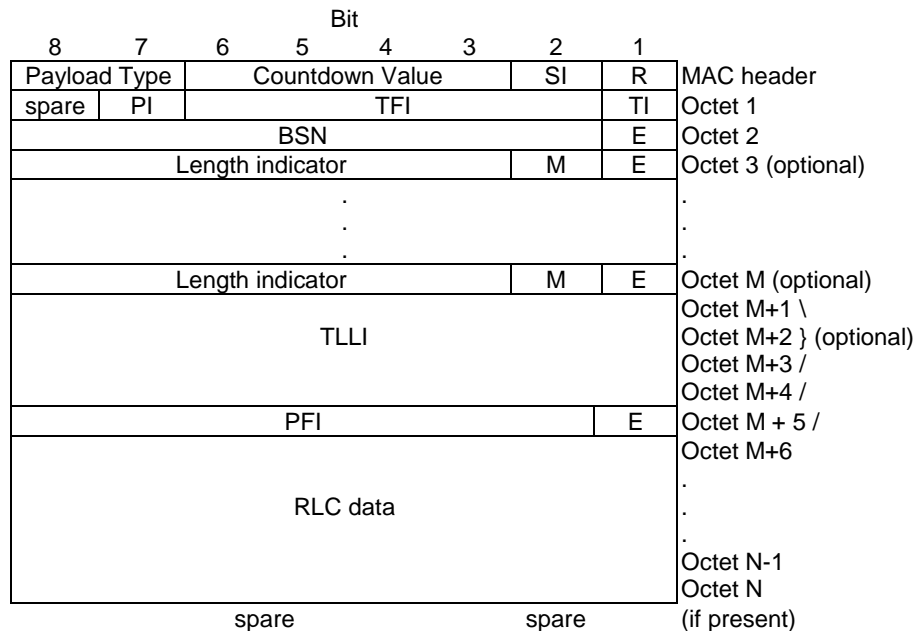 Bit
8 7 6 5 4 3 2 1
Payload Type Countdown Value SI R MAC header
spare PI TFI TI Octet 1
BSN E Octet 2
Length indicator M E Octet 3 (optional)
. .
. .
. .
Length indicator M E Octet M (optional)
Octet M+1 \
TLLI Octet M+2 } (optional)
Octet M+3 /
Octet M+4 /
PFI E Octet M + 5 /
Octet M+6
.
RLC data .
.
Octet N-1
Octet N
spare spare (if present)